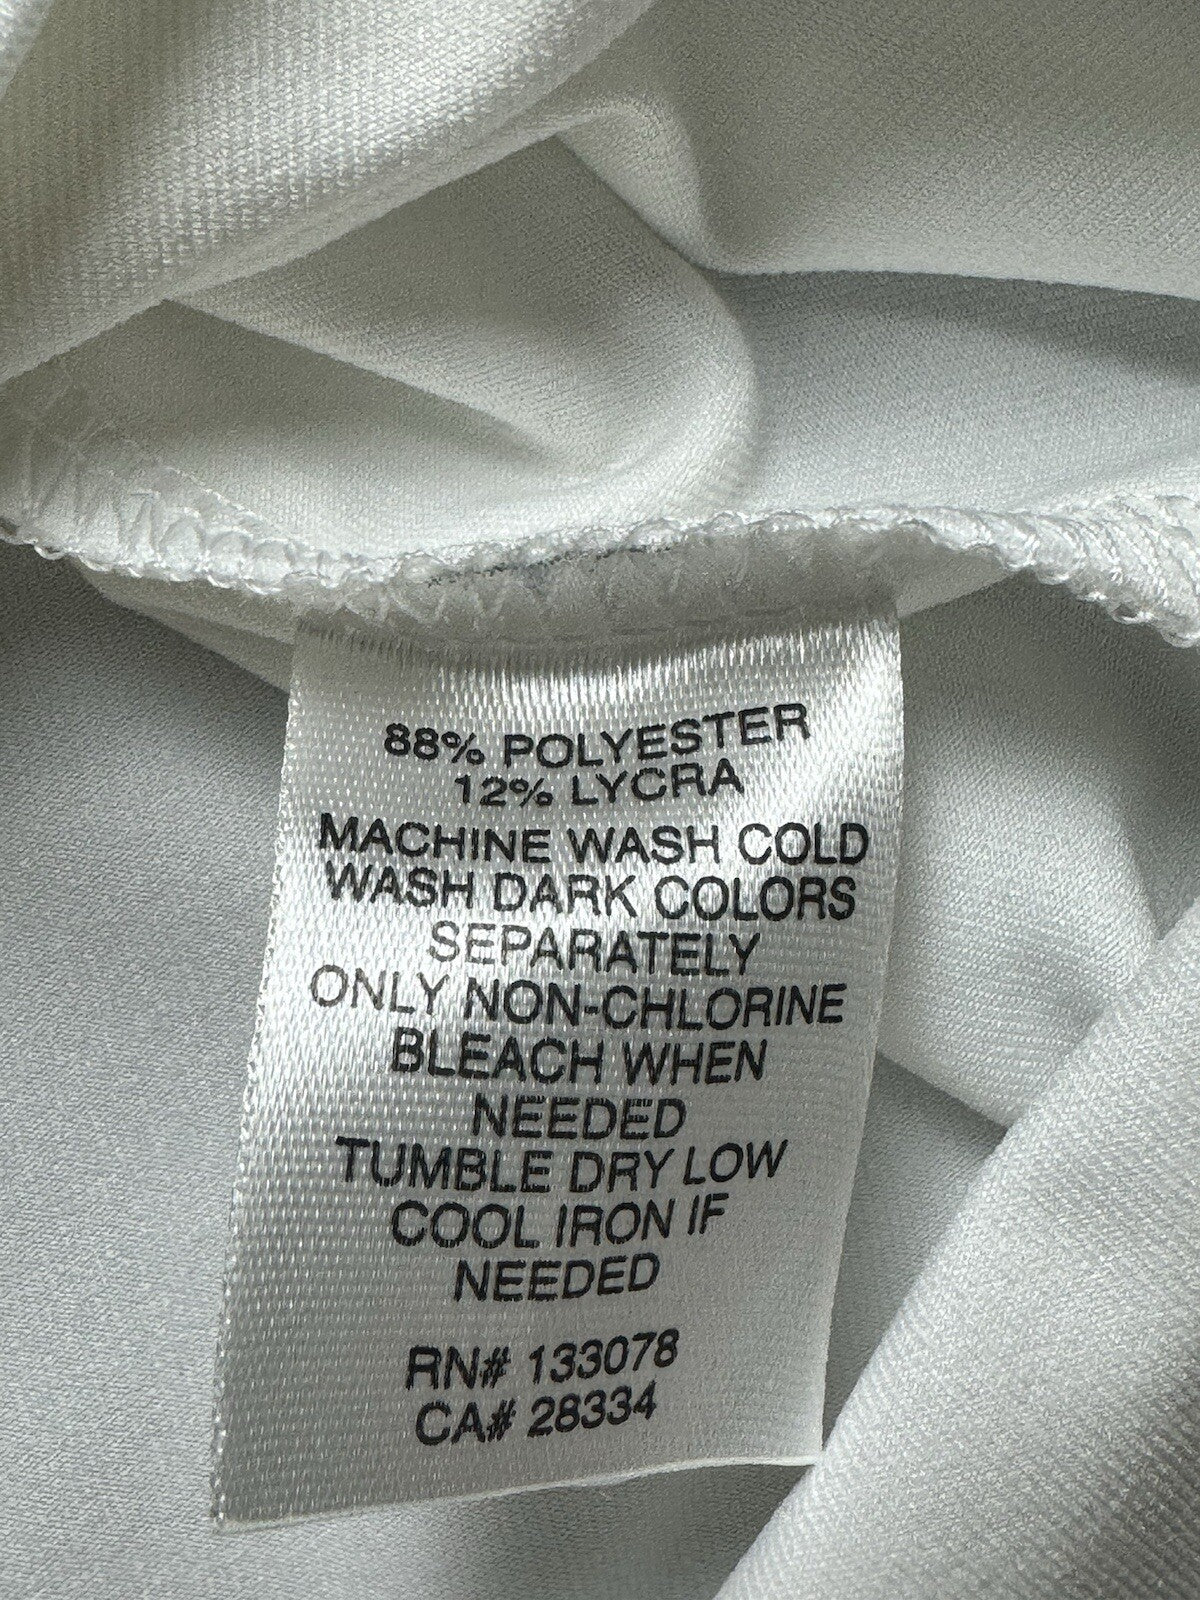 88% POLYESTER
12% LYCRA
MACHINE WASH COLD
WASH DARK COLORS
SEPARATELY
ONLY NON-CHLORINE
BLEACH WHEN
NEEDED
TUMBLE DRY LOW
COOL IRON IF
NEEDED
RN# 133078
CA# 28334